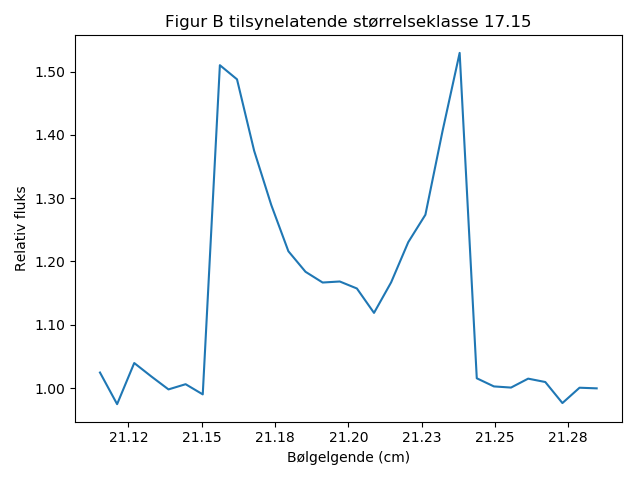 Figur B tilsynelatende størrelseklasse 17.15
1.50
1.40
1.30
1.20
1.10
1.00
Relativ fluks
21.12 21.15 21.18 21.20 21.23 21.25 21.28
Bølgelgende (cm)